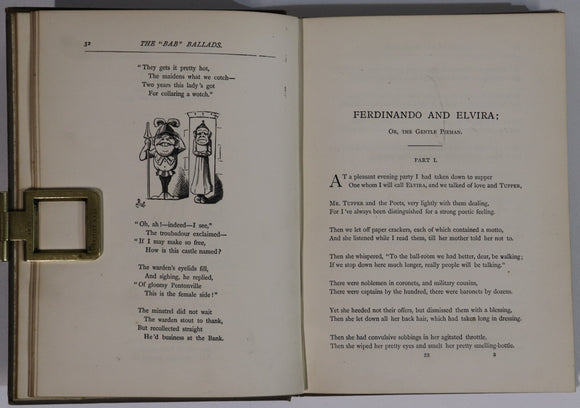 52
THE "BAB" BALLADS.
"They gets it pretty hot,
The maidens what we cotch—
Two years this lady's got
For collaring a wotch."
"Oh, ah!—indeed—I see,"
The troubadour exclaimed—
"If I may make so free,
How is this castle named?
The warden's eyelids fill,
And sighing, he replied,
"Of gloomy Pentonville
This is the female side!"
The minstrel did not wait
The warden stout to thank,
But recollected straight
He'd business at the Bank.
FERDINANDO AND ELVIRA;
OR, THE GENTLE PIEMAN.
PART I.
AT a pleasant evening party I had taken down to supper
One whom I will call ELVIRA, and we talked of love and TUPPER,
MR. TUPPER and the Poets, very lightly with them dealing,
For I've always been distinguished for a strong poetic feeling.
Then we let off paper crackers, each of which contained a motto,
And she listened while I read them, till her mother told her not to.
Then she whispered, "To the ball-room we had better, dear, be walking;
If we stop down here much longer, really people will be talking."
There were noblemen in coronets, and military cousins,
There were captains by the hundred, there were baronets by dozens.
Yet she heeded not their offers, but dismissed them with a blessing,
Then she let down all her back hair, which had taken long in dressing.
Then she had convulsive sobbings in her agitated throttle,
Then she wiped her pretty eyes and smelt her pretty smelling-bottle.